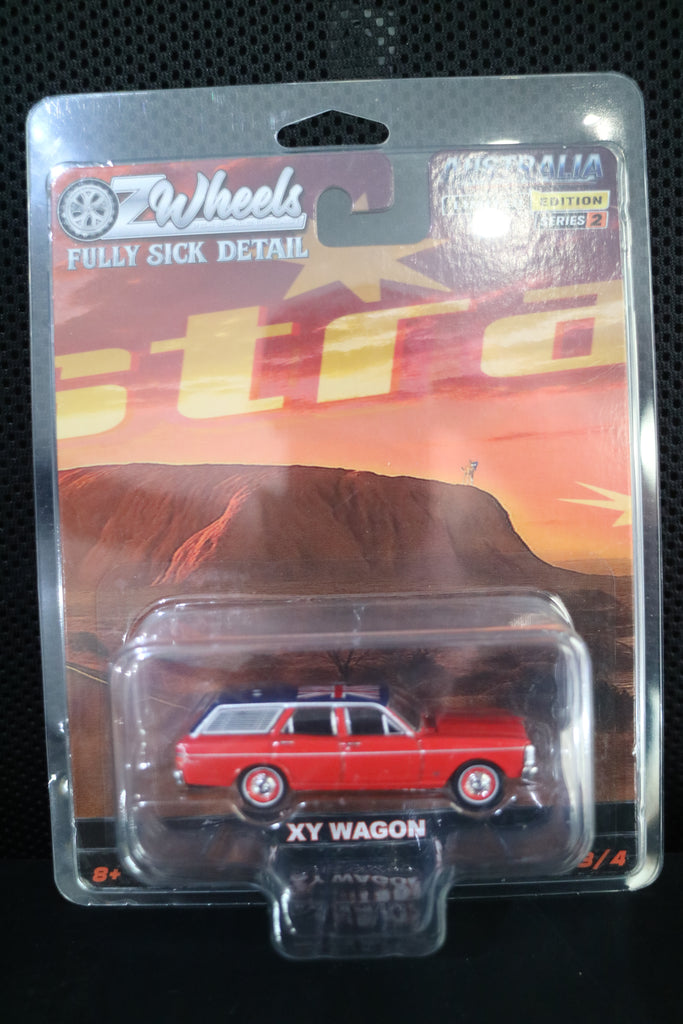 OZWheels
FULLY SICK DETAIL
AUSTRALIA
EDITION
SERIES 2
stra
XY WAGON
8+
3/4